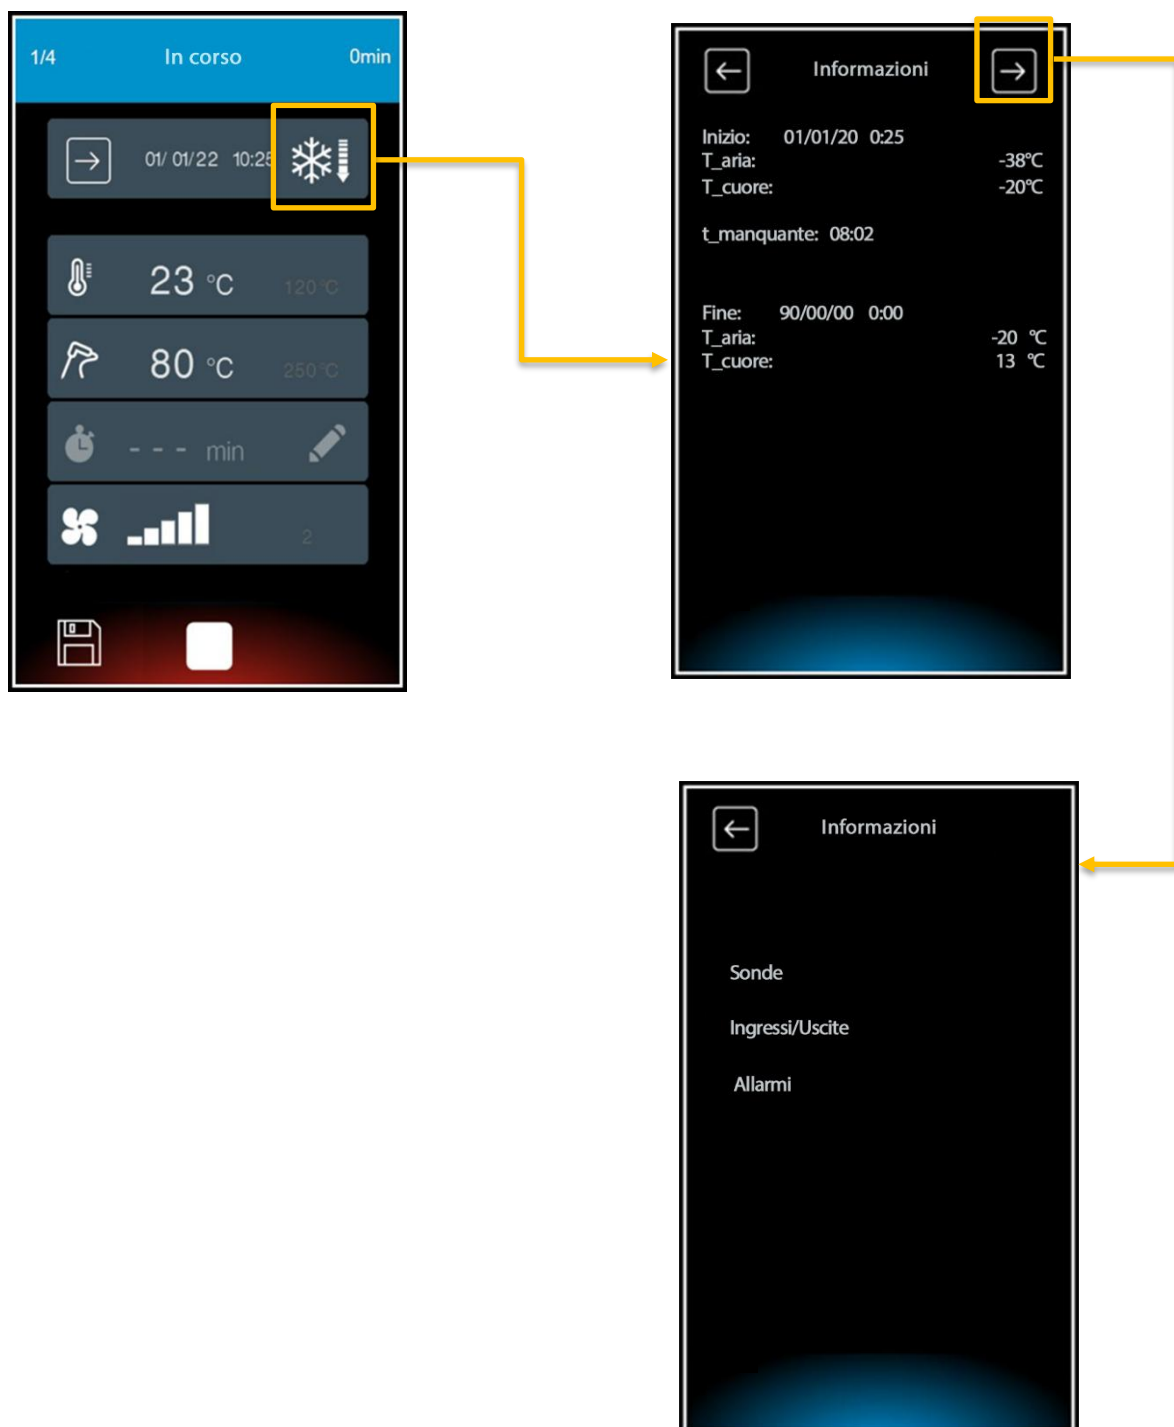 1/4 In corso 0min
01/ 01/22 10:25
23 °C 120 °C
80 °C 250 °C
- - - min
2
Informazioni
Inizio: 01/01/20 0:25
T_aria: -38°C
T_cuore: -20°C
t_manquante: 08:02
Fine: 90/00/00 0:00
T_aria: -20 °C
T_cuore: 13 °C
Informazioni
Sonde
Ingressi/Uscite
Allarmi